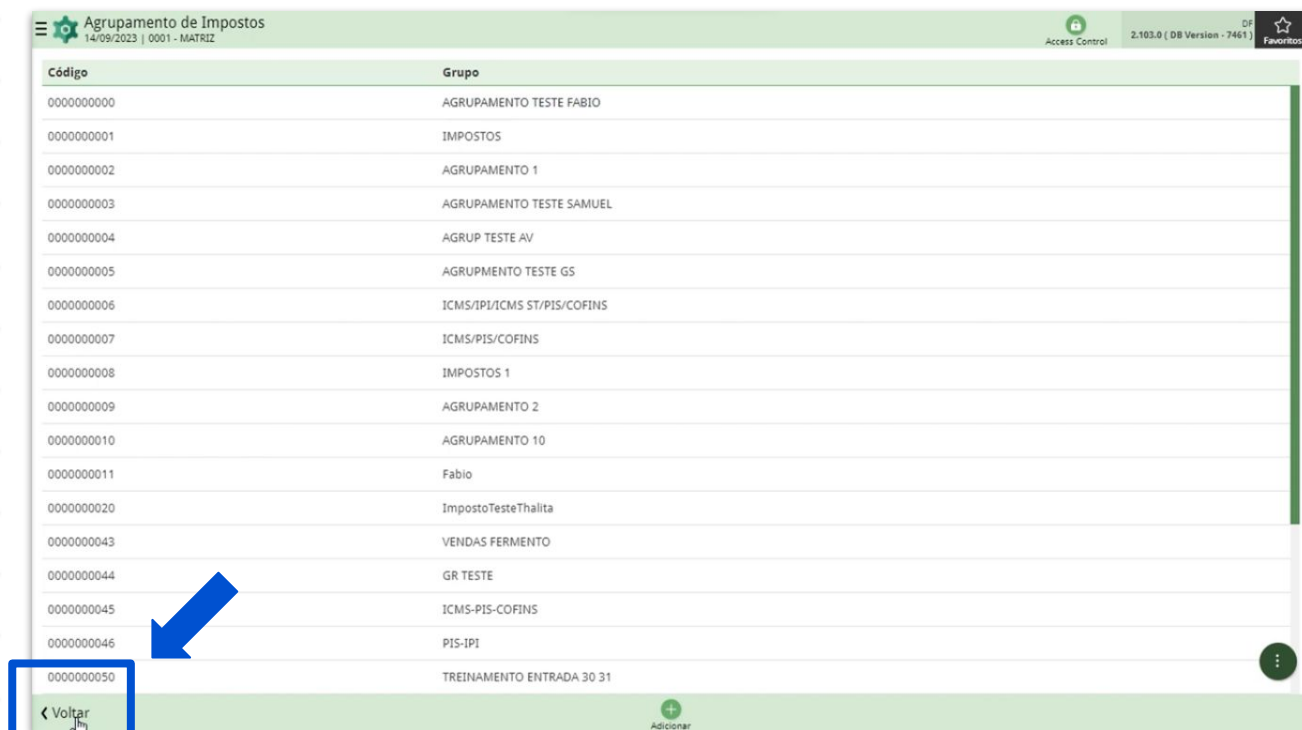 Agrupamento de Impostos
14/09/2023 | 0001 - MATRIZ
Access Control
DF
2.103.0 ( DB Version - 7461 )
Favoritos
Código Grupo
0000000000 AGRUPAMENTO TESTE FABIO
0000000001 IMPOSTOS
0000000002 AGRUPAMENTO 1
0000000003 AGRUPAMENTO TESTE SAMUEL
0000000004 AGRUP TESTE AV
0000000005 AGRUPMENTO TESTE GS
0000000006 ICMS/IPI/ICMS ST/PIS/COFINS
0000000007 ICMS/PIS/COFINS
0000000008 IMPOSTOS 1
0000000009 AGRUPAMENTO 2
0000000010 AGRUPAMENTO 10
0000000011 Fabio
0000000020 ImpostoTesteThalita
0000000043 VENDAS FERMENTO
0000000044 GR TESTE
0000000045 ICMS-PIS-COFINS
0000000046 PIS-IPI
0000000050 TREINAMENTO ENTRADA 30 31
Voltar
Adicionar